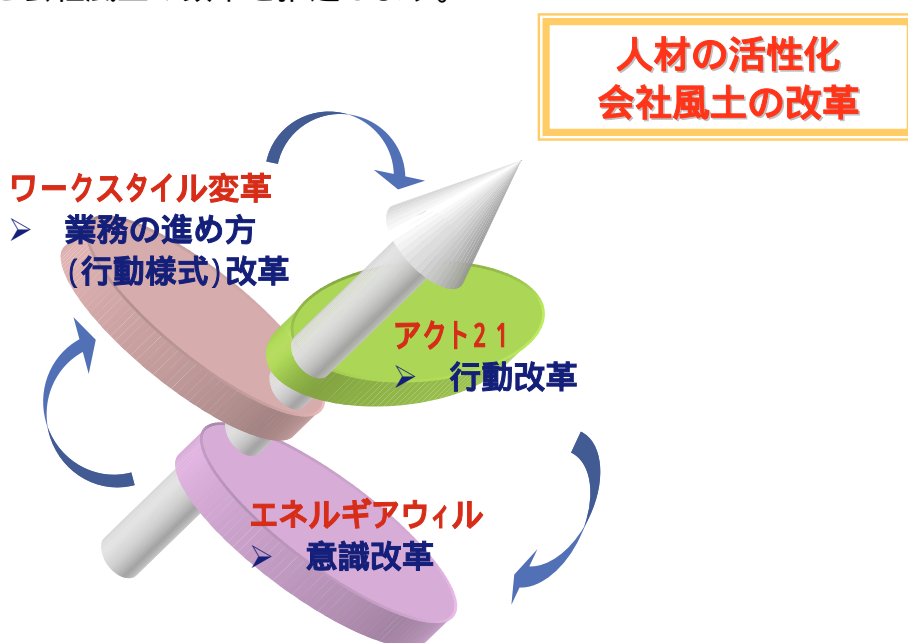 人材の活性化
会社風土の改革
ワークスタイル変革
➢ 業務の進め方
(行動様式)改革
アクト21
➢ 行動改革
エネルギアウィル
➢ 意識改革